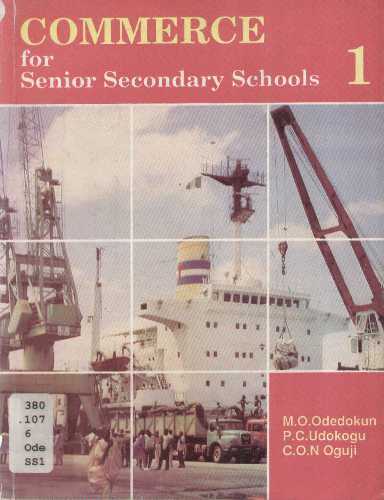 COMMERCE
for
Senior Secondary Schools 1
M.O.Odedokun
P.C.Udokogu
C.O.N Oguji
380
.107
6
Ode
SS1